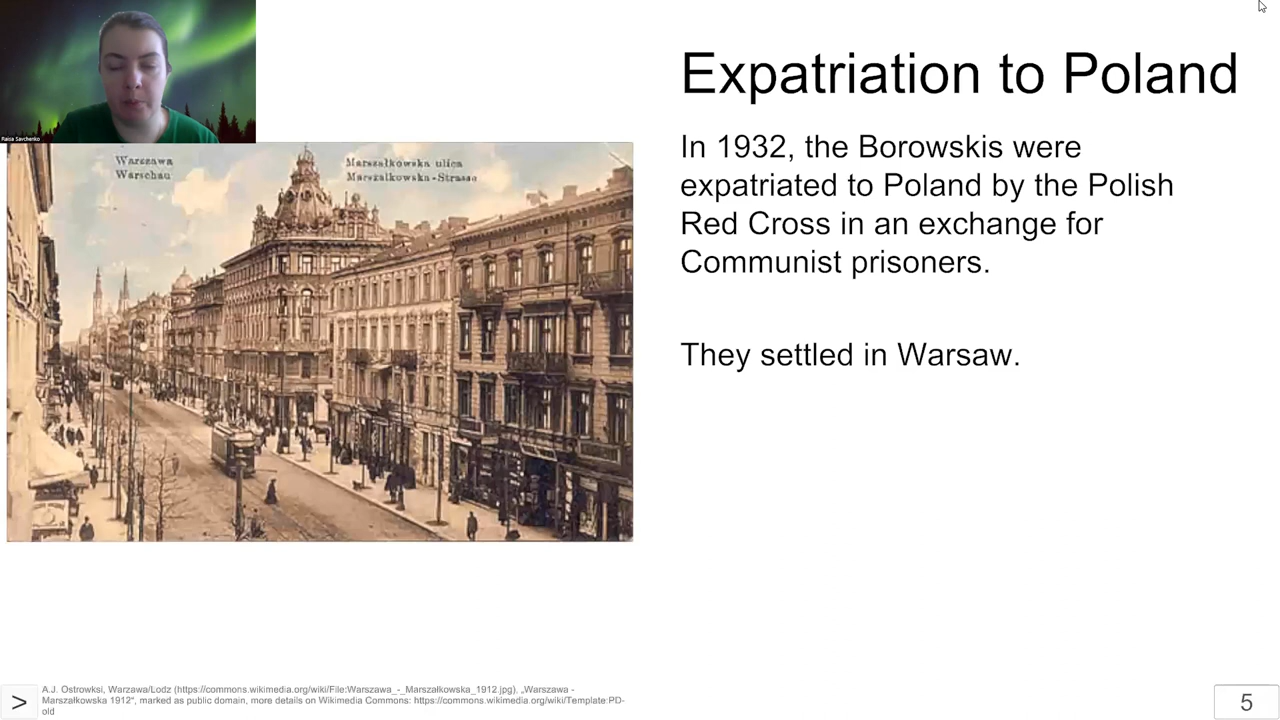 Raisa Savchenko
Expatriation to Poland
Warszawa
Warschau
Marszałkowska ulica
Marszalkowska-Strasse
In 1932, the Borowskis were
expatriated to Poland by the Polish
Red Cross in an exchange for
Communist prisoners.
They settled in Warsaw.
>
A.J. Ostrowksi, Warzawa/Lodz (https://commons.wikimedia.org/wiki/File:Warszawa_-_Marszałkowska_1912.jpg), „Warszawa -
Marszałkowska 1912“, marked as public domain, more details on Wikimedia Commons: https://commons.wikimedia.org/wiki/Template:PD-
old
5